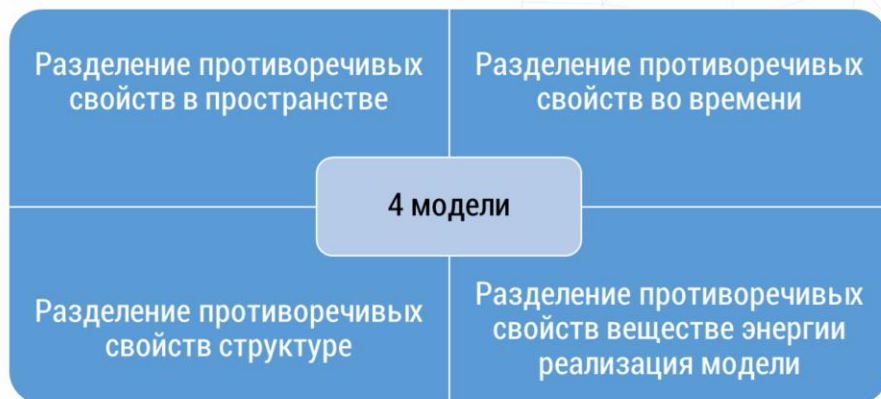 Разделение противоречивых
свойств в пространстве
Разделение противоречивых
свойств во времени
4 модели
Разделение противоречивых
свойств структуре
Разделение противоречивых
свойств веществе энергии
реализация модели